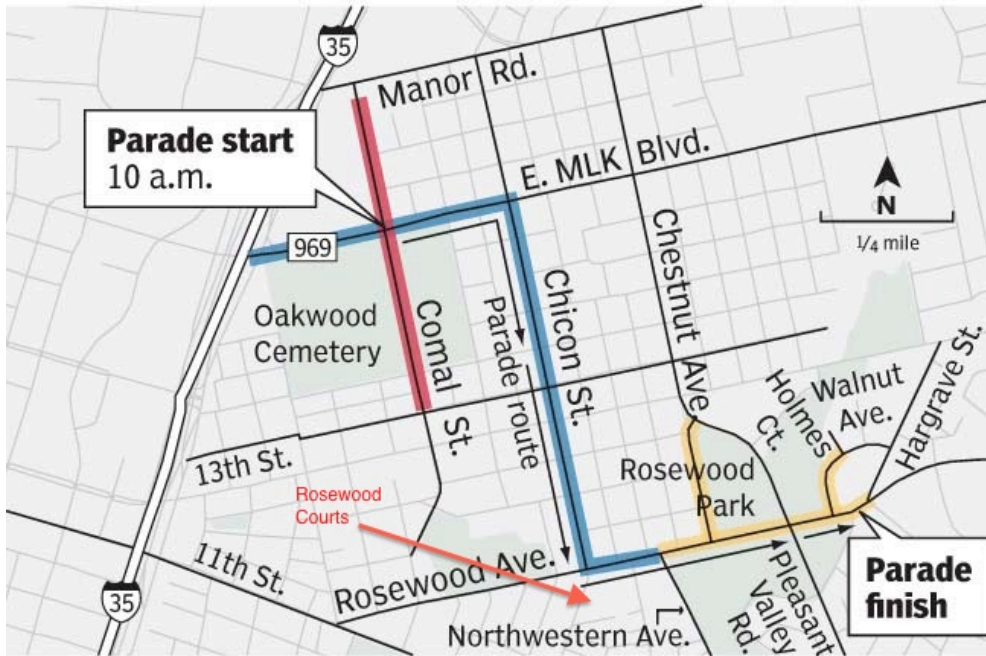 35
Manor Rd.
Parade start
10 a.m.
E. MLK Blvd.
N
1/4 mile
969
Oakwood
Cemetery
Comal St.
Parade route
Chicon St.
Chestnut Ave.
Holmes Ct.
Walnut
Ave.
Hargrave St.
13th St.
Rosewood
Park
Rosewood
Courts
11th St.
Rosewood Ave.
35
Northwestern Ave.
Pleasant
Valley
Rd.
Parade
finish